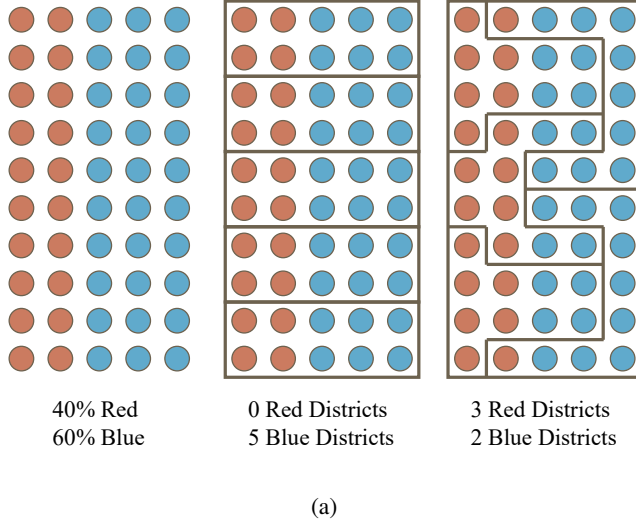 40% Red
60% Blue
0 Red Districts
5 Blue Districts
3 Red Districts
2 Blue Districts
(a)